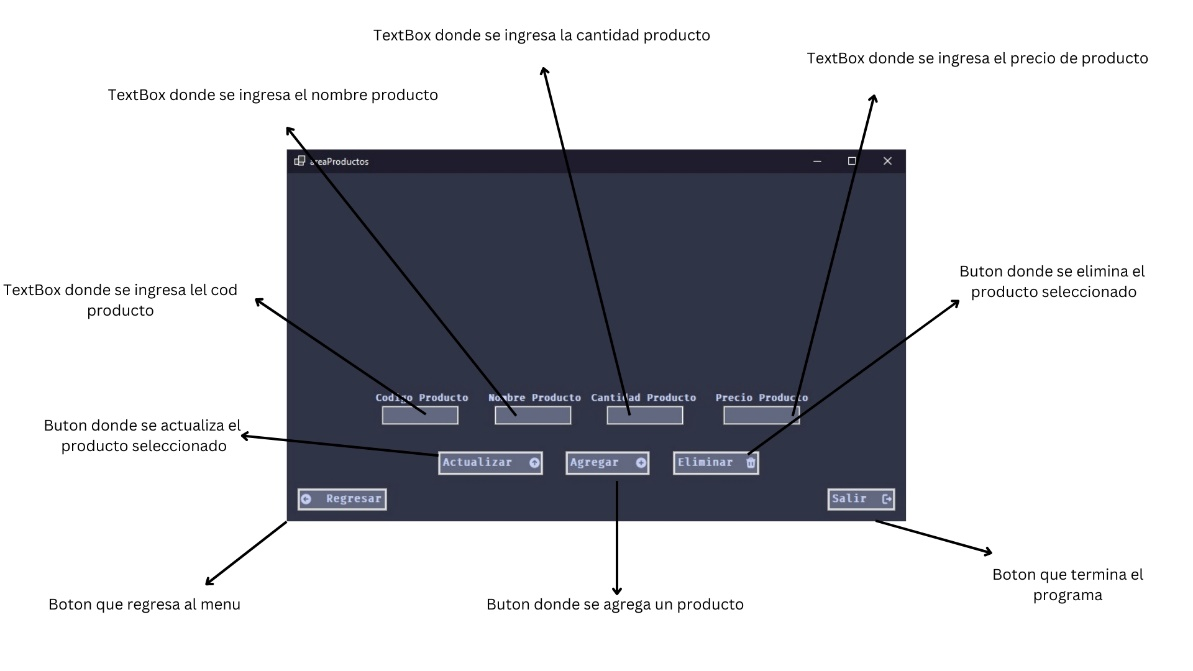 TextBox donde se ingresa la cantidad producto
TextBox donde se ingresa el precio de producto
TextBox donde se ingresa el nombre producto
areaProductos
Buton donde se elimina el
producto seleccionado
TextBox donde se ingresa lel cod
producto
Codigo Producto
Nombre Producto
Cantidad Producto
Precio Producto
Buton donde se actualiza el
producto seleccionado
Actualizar
Agregar
Eliminar
Regresar
Salir
Boton que termina el
programa
Boton que regresa al menu
Buton donde se agrega un producto